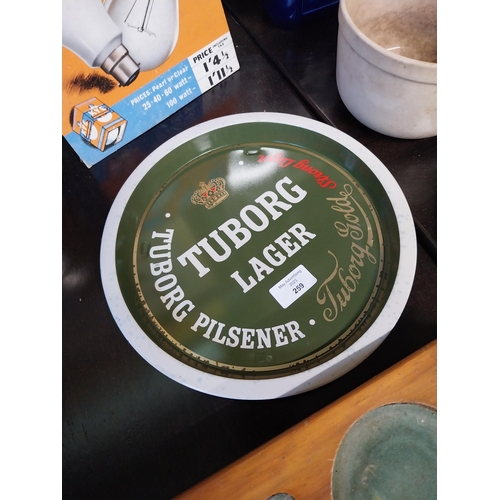 PRICE
1'4½
1'11½
PRICES- Pearl or Clear
25·40·60 watt-
100 watt-
Strong Dark
TUBORG
LAGER
TUBORG PILSENER
Tuborg Gold
259